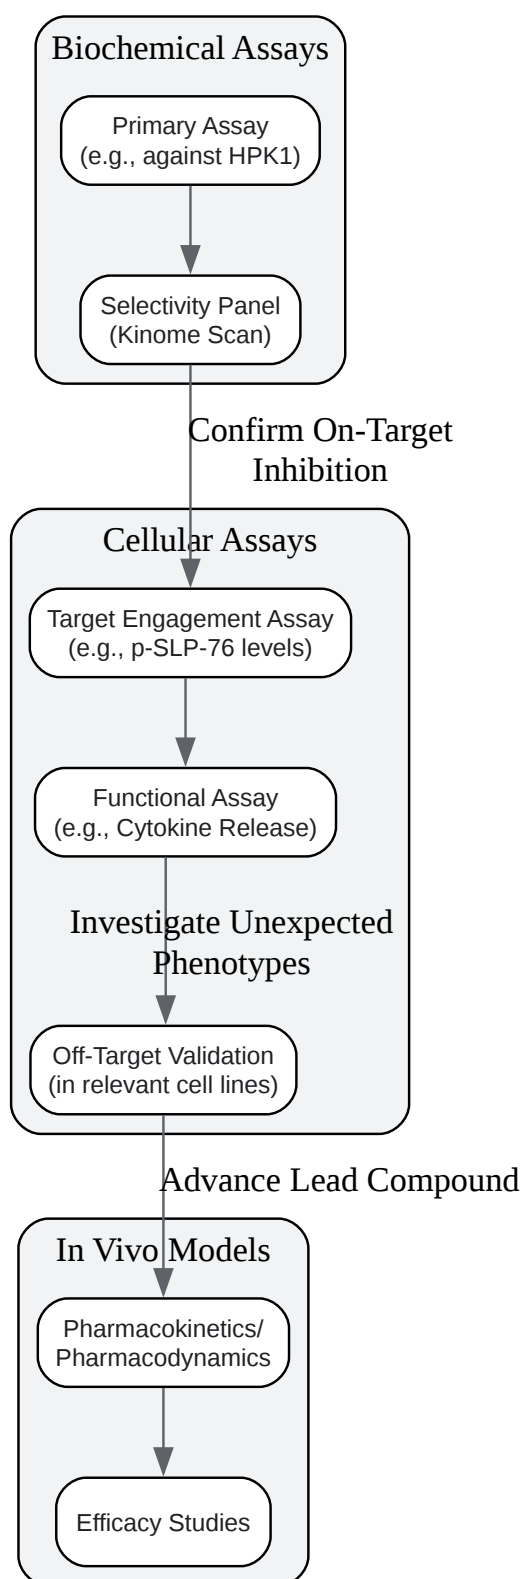 Biochemical Assays
Primary Assay
(e.g., against HPK1)
Selectivity Panel
(Kinome Scan)
Confirm On-Target
Inhibition
Cellular Assays
Target Engagement Assay
(e.g., p-SLP-76 levels)
Functional Assay
(e.g., Cytokine Release)
Investigate Unexpected
Phenotypes
Off-Target Validation
(in relevant cell lines)
Advance Lead Compound
In Vivo Models
Pharmacokinetics/
Pharmacodynamics
Efficacy Studies